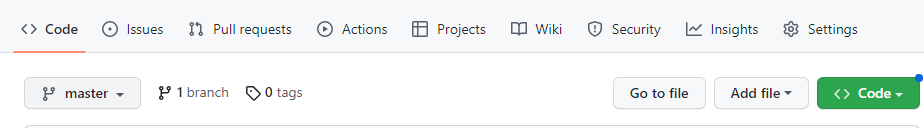 Code Issues Pull requests Actions Projects Wiki Security Insights Settings
master 1 branch 0 tags Go to file Add file Code